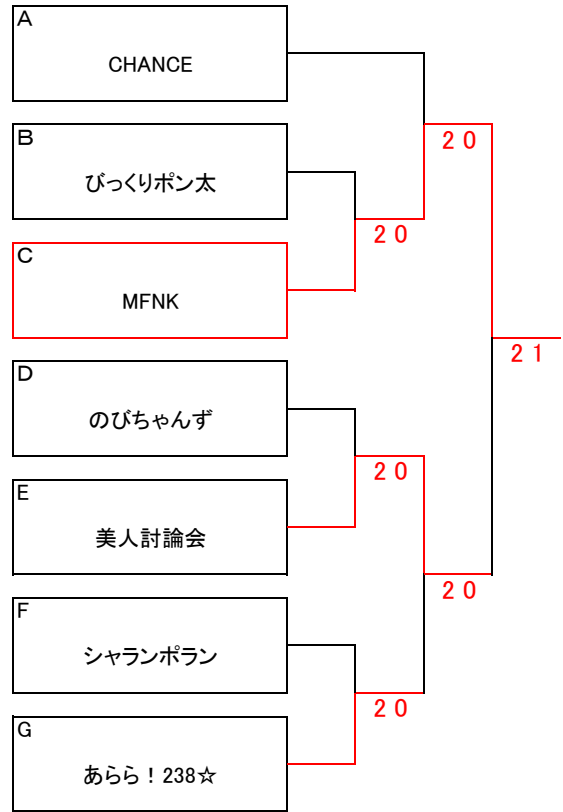 A
CHANCE
２０
B
びっくりポン太
２０
C
MFNK
２１
D
のびちゃんず
２０
E
美人討論会
２０
F
シャランポラン
２０
G
あらら！238☆